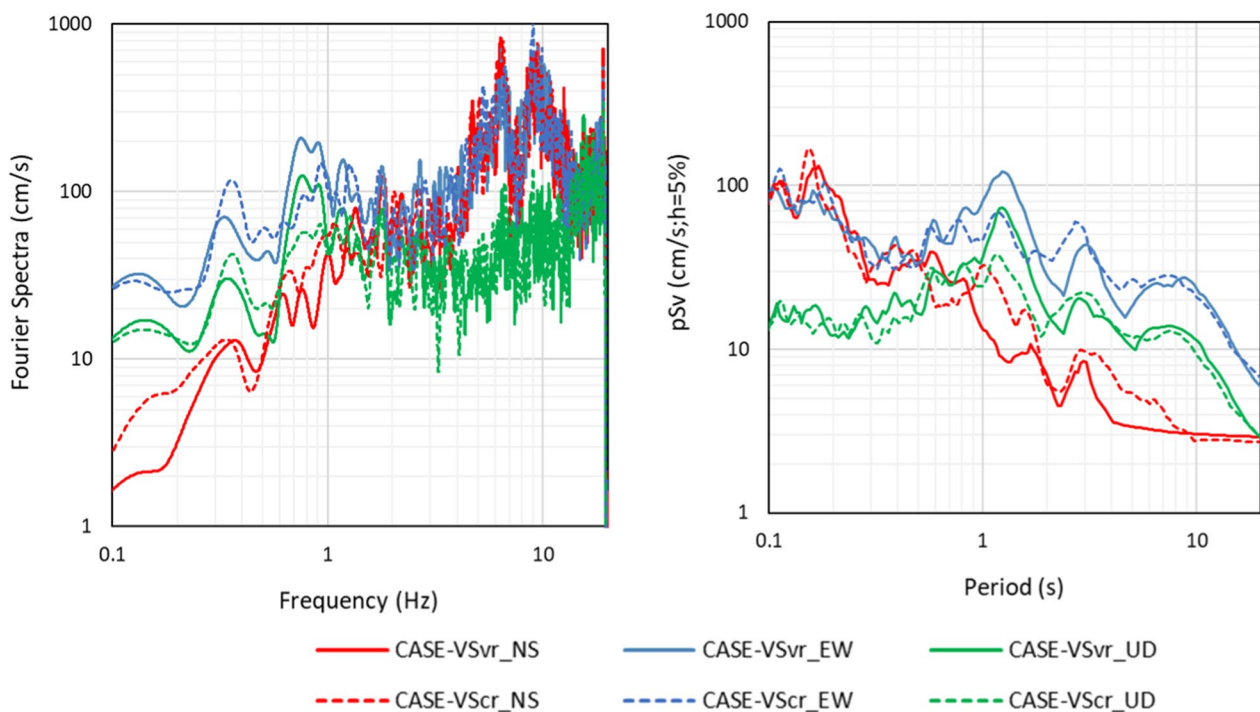 1000
100
10
1
0.1
1
10
Fourier Spectra (cm/s)
Frequency (Hz)
1000
100
10
1
0.1
1
10
pSv (cm/s;h=5%)
Period (s)
CASE-VSvr_NS
CASE-VSvr_EW
CASE-VSvr_UD
CASE-VScr_NS
CASE-VScr_EW
CASE-VScr_UD